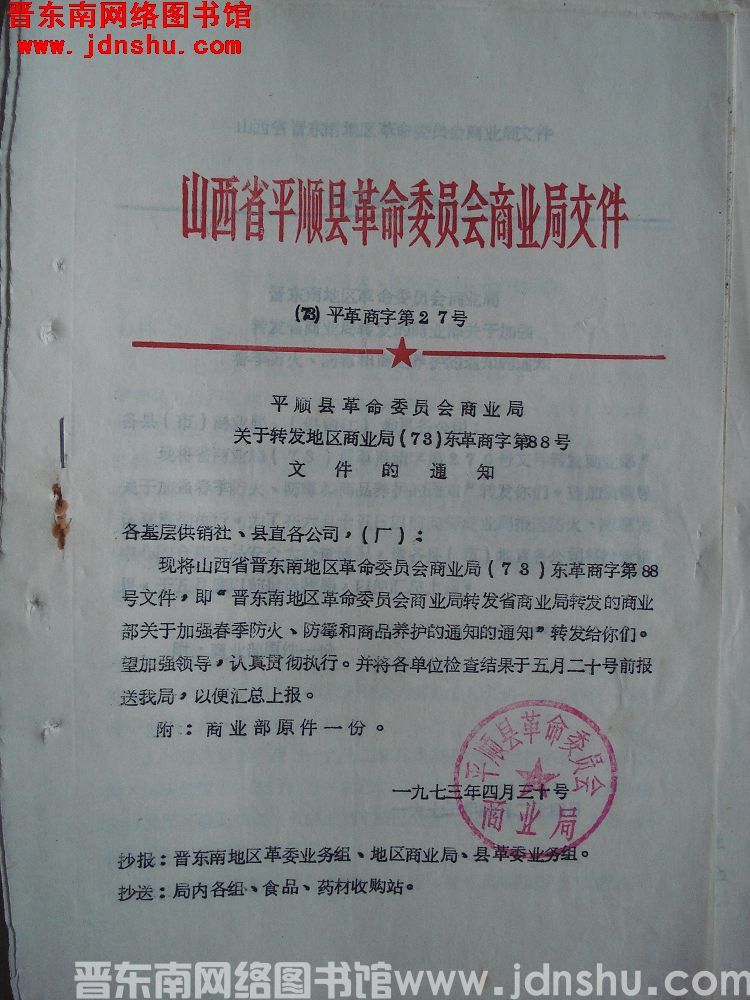 晋东南网络图书馆
www.jdnshu.com
山西省平顺县革命委员会商业局文件
(73)平革商字第27号
平顺县革命委员会商业局
关于转发地区商业局(73)东革商字第88号
文件的通知
各基层供销社、县直各公司，(厂)：
现将山西省晋东南地区革命委员会商业局(73)东革商字第88
号文件，即“晋东南地区革命委员会商业局转发省商业局转发的商业
部关于加强春季防火、防霉和商品养护的通知的通知”转发给你们。
望加强领导，认真贯彻执行。并将各单位检查结果于五月二十号前报
送我局，以便汇总上报。
附：商业部原件一份。
平顺县革命委员会
商业局
一九七三年四月三十号
抄报：晋东南地区革委业务组、地区商业局、县革委业务组。
抄送：局内各组、食品、药材收购站。
晋东南网络图书馆www.jdnshu.com